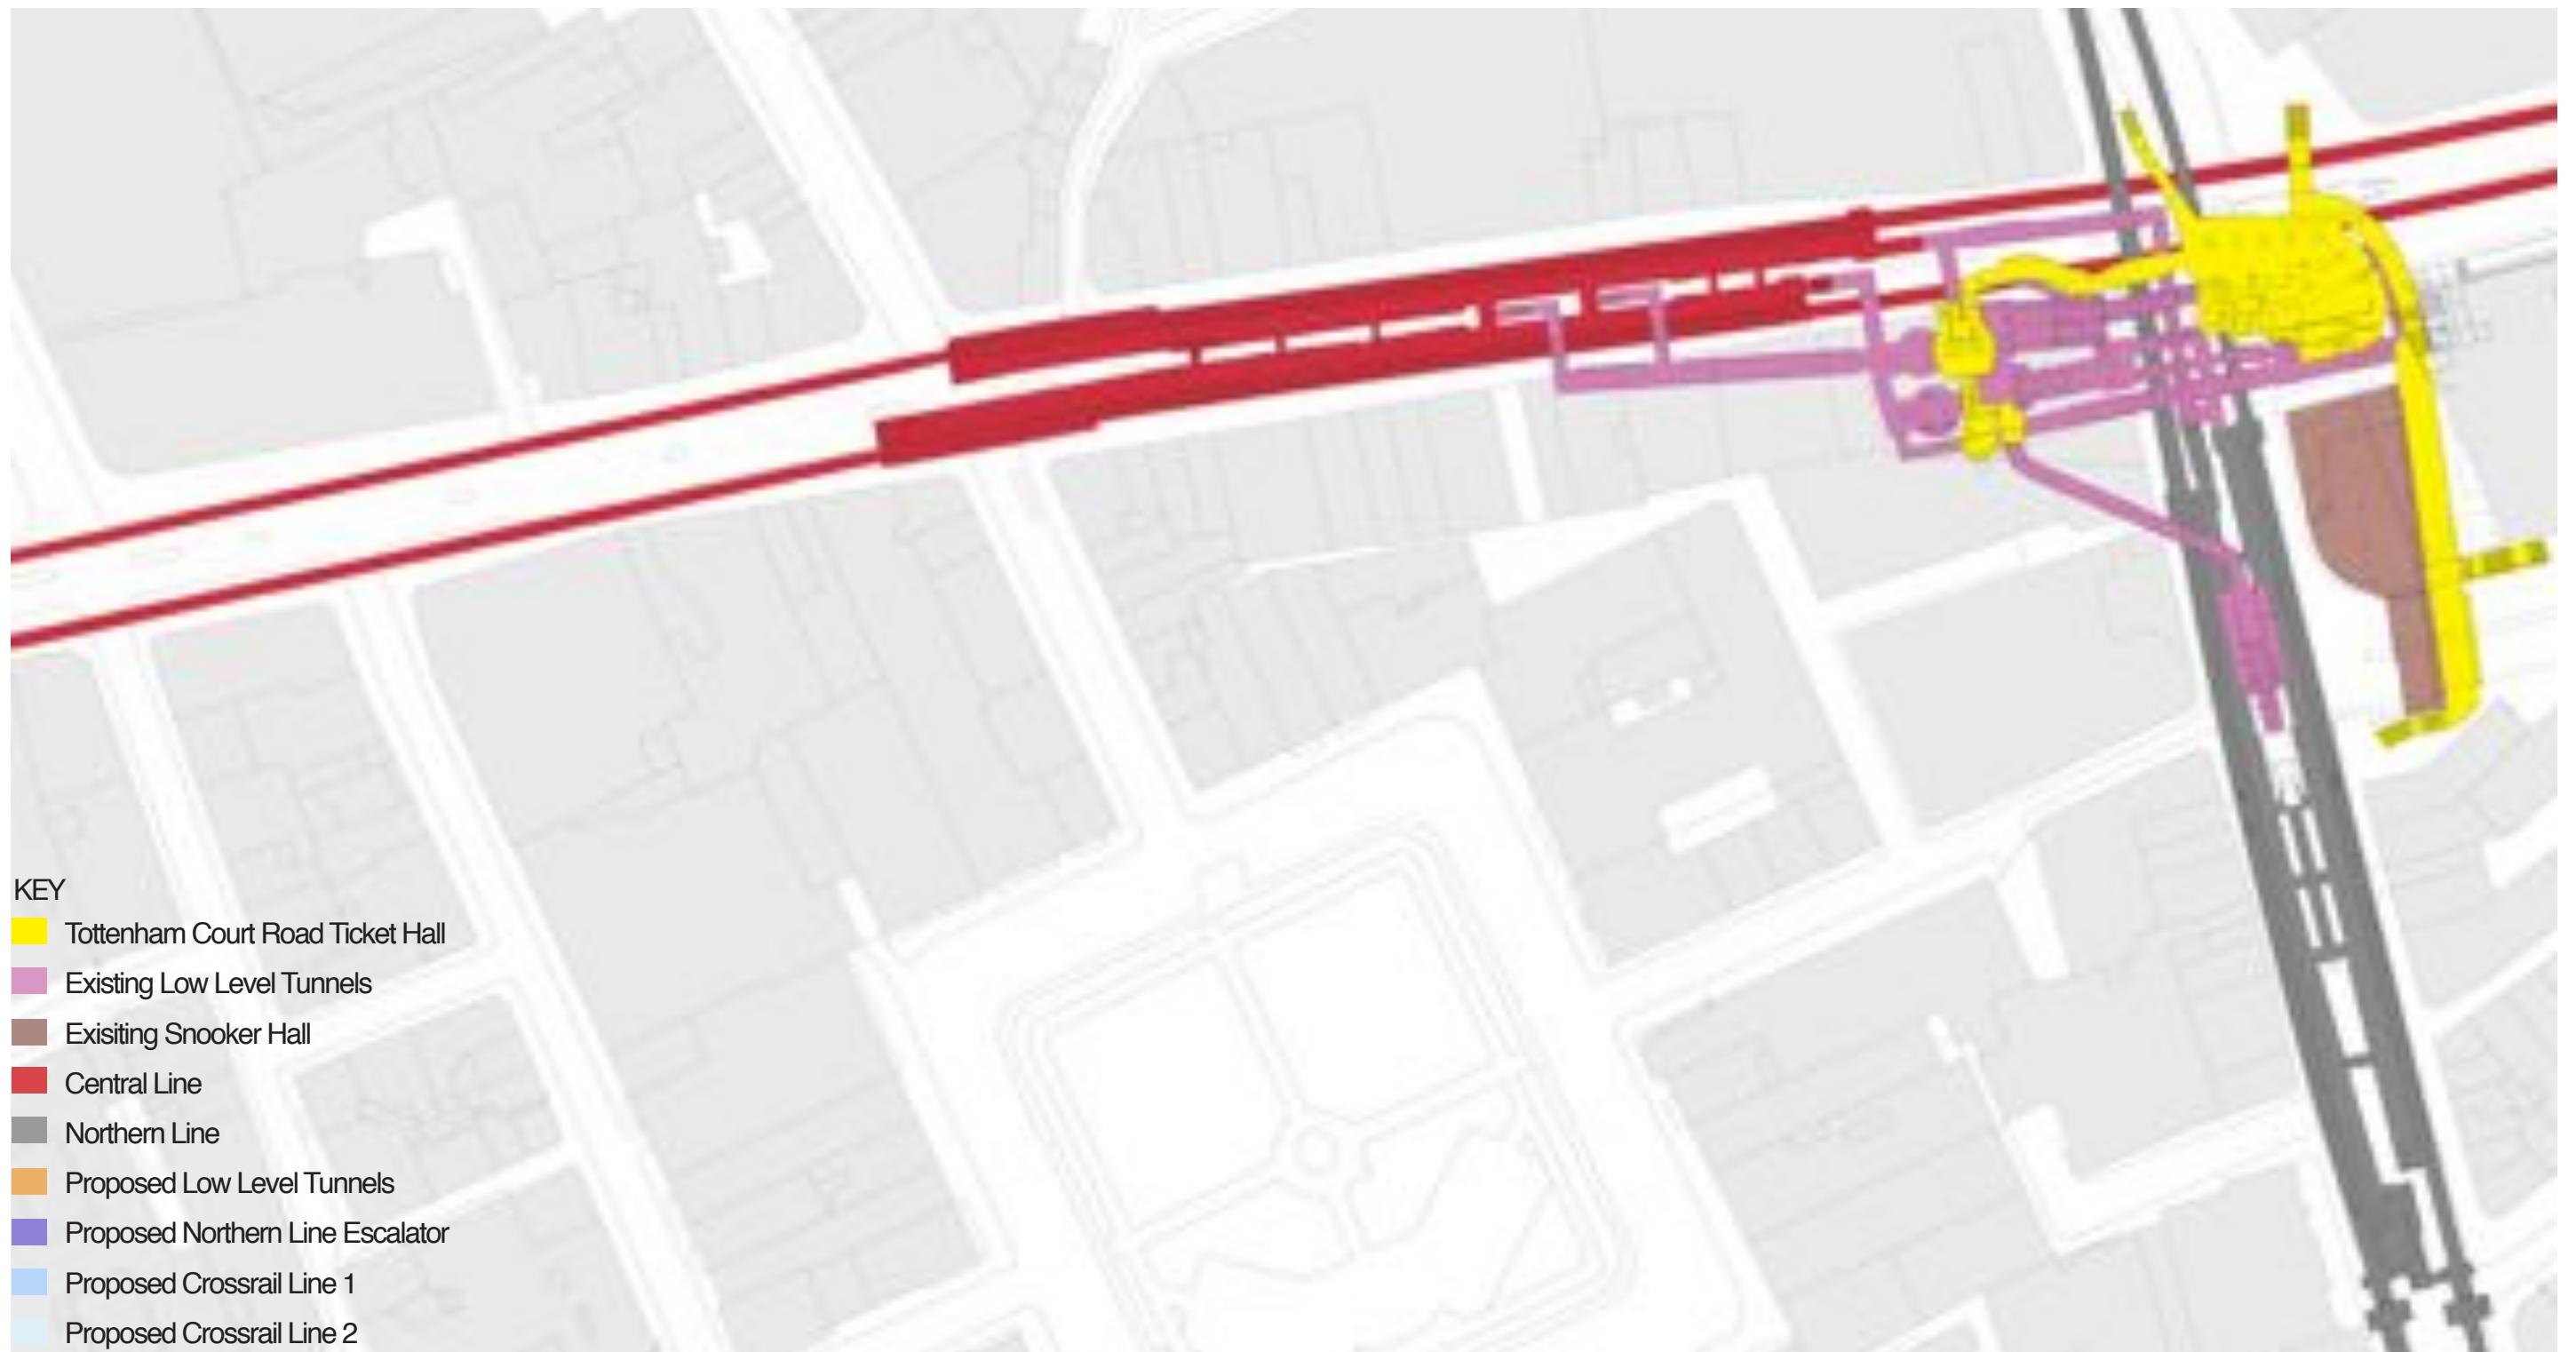 KEY
Tottenham Court Road Ticket Hall
Existing Low Level Tunnels
Exisiting Snooker Hall
Central Line
Northern Line
Proposed Low Level Tunnels
Proposed Northern Line Escalator
Proposed Crossrail Line 1
Proposed Crossrail Line 2